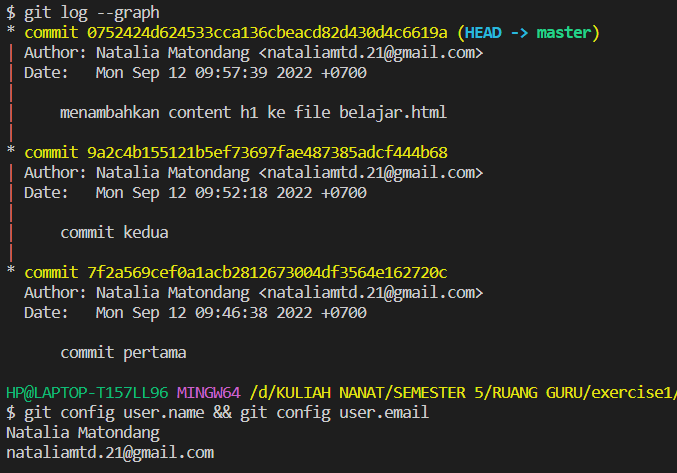 $ git log --graph
* commit 0752424d624533cca136cbeacd82d430d4c6619a (HEAD -> master)
| Author: Natalia Matondang <nataliamtd.21@gmail.com>
| Date:   Mon Sep 12 09:57:39 2022 +0700
|
|     menambahkan content h1 ke file belajar.html
|
* commit 9a2c4b155121b5ef73697fae487385adcf444b68
| Author: Natalia Matondang <nataliamtd.21@gmail.com>
| Date:   Mon Sep 12 09:52:18 2022 +0700
|
|     commit kedua
|
* commit 7f2a569cef0a1acb2812673004df3564e162720c
  Author: Natalia Matondang <nataliamtd.21@gmail.com>
  Date:   Mon Sep 12 09:46:38 2022 +0700
      commit pertama
HP@LAPTOP-T157LL96 MINGW64 /d/KULIAH NANAT/SEMESTER 5/RUANG GURU/exercise1/
$ git config user.name && git config user.email
Natalia Matondang
nataliamtd.21@gmail.com